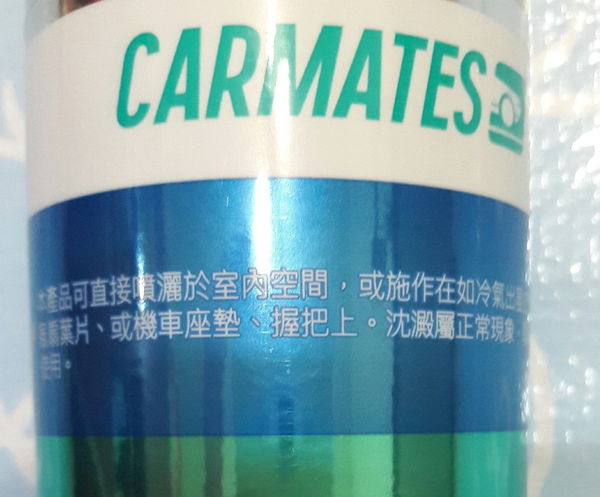 CARMATES
本產品可直接噴灑於室內空間，或施作在如冷氣出
扇葉片、或機車座墊、握把上。沈澱屬正常現象
使用。